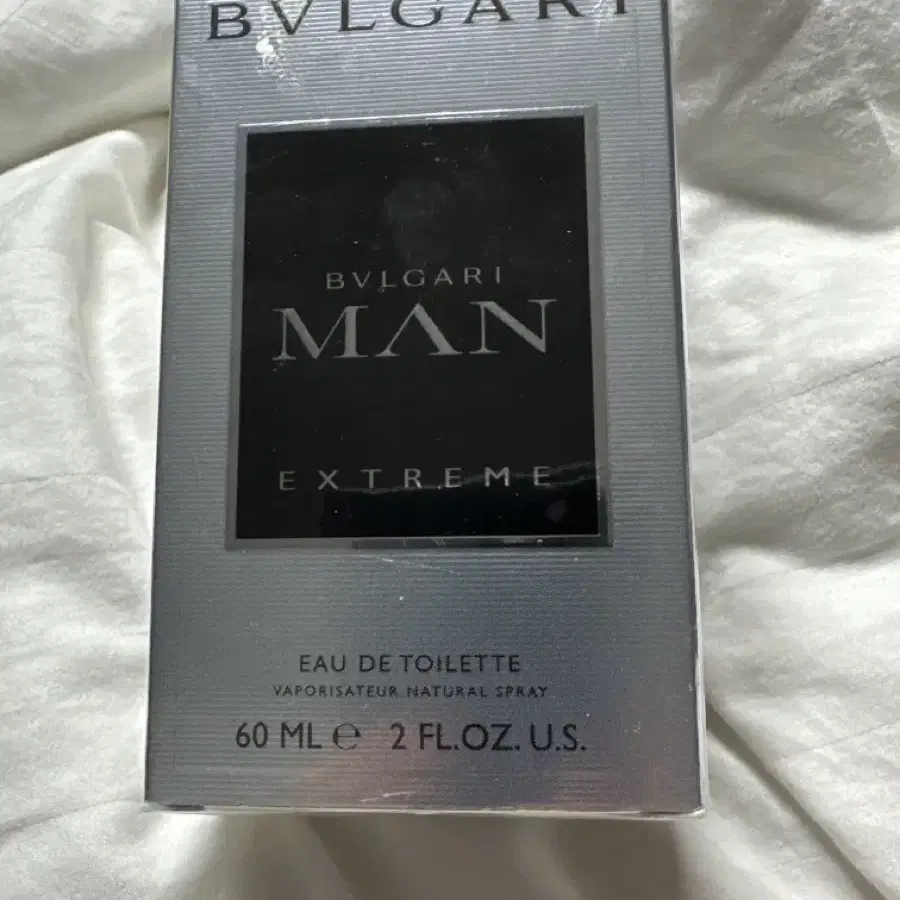 BVLGARI
BVLGARI
MAN
EXTREME
EAU DE TOILETTE
VAPORISATEUR NATURAL SPRAY
60 ML ℮ 2 FL.OZ. U.S.